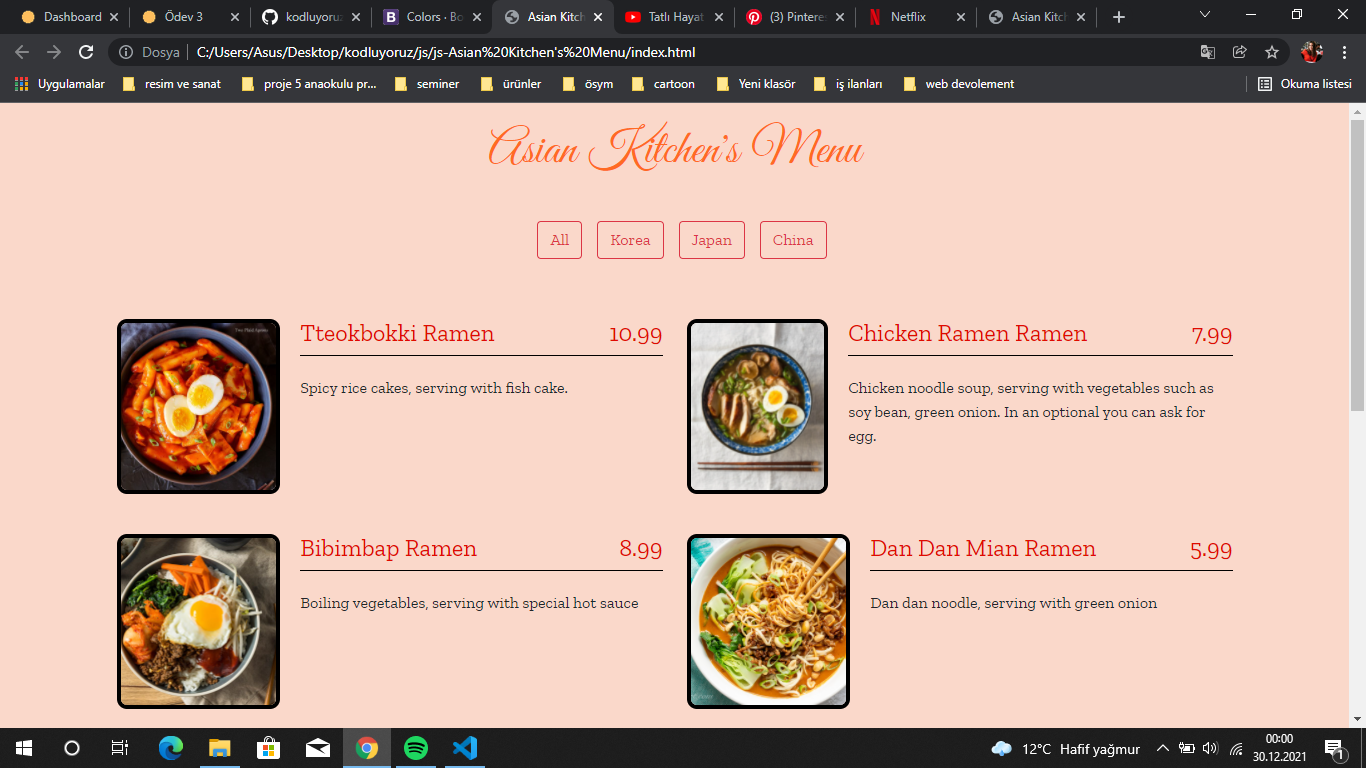 Dashboard
Ödev 3
kodluyoruz
Colors · Bo
Asian Kitch
Tatlı Hayat
(3) Pinteres
Netflix
Asian Kitch
Dosya C:/Users/Asus/Desktop/kodluyoruz/js/js-Asian%20Kitchen's%20Menu/index.html
Uygulamalar resim ve sanat proje 5 anaokulu pr... seminer ürünler ösym cartoon Yeni klasör iş ilanları web devolement Okuma listesi
Asian Kitchen's Menu
All Korea Japan China
Tteokbokki Ramen 10.99
Spicy rice cakes, serving with fish cake.
Chicken Ramen Ramen 7.99
Chicken noodle soup, serving with vegetables such as
soy bean, green onion. In an optional you can ask for
egg.
Bibimbap Ramen 8.99
Boiling vegetables, serving with special hot sauce
Dan Dan Mian Ramen 5.99
Dan dan noodle, serving with green onion
12°C Hafif yağmur
00:00
30.12.2021
1